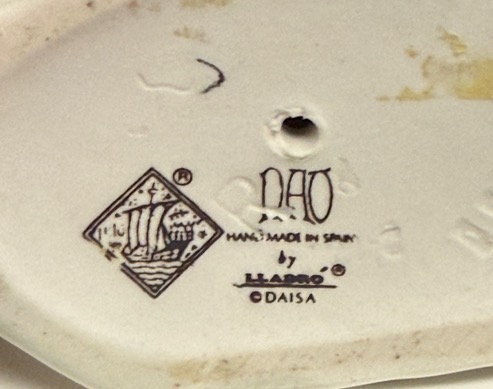 ®
NAO
HAND MADE IN SPAIN
by
LLADRÓ®
©DAISA